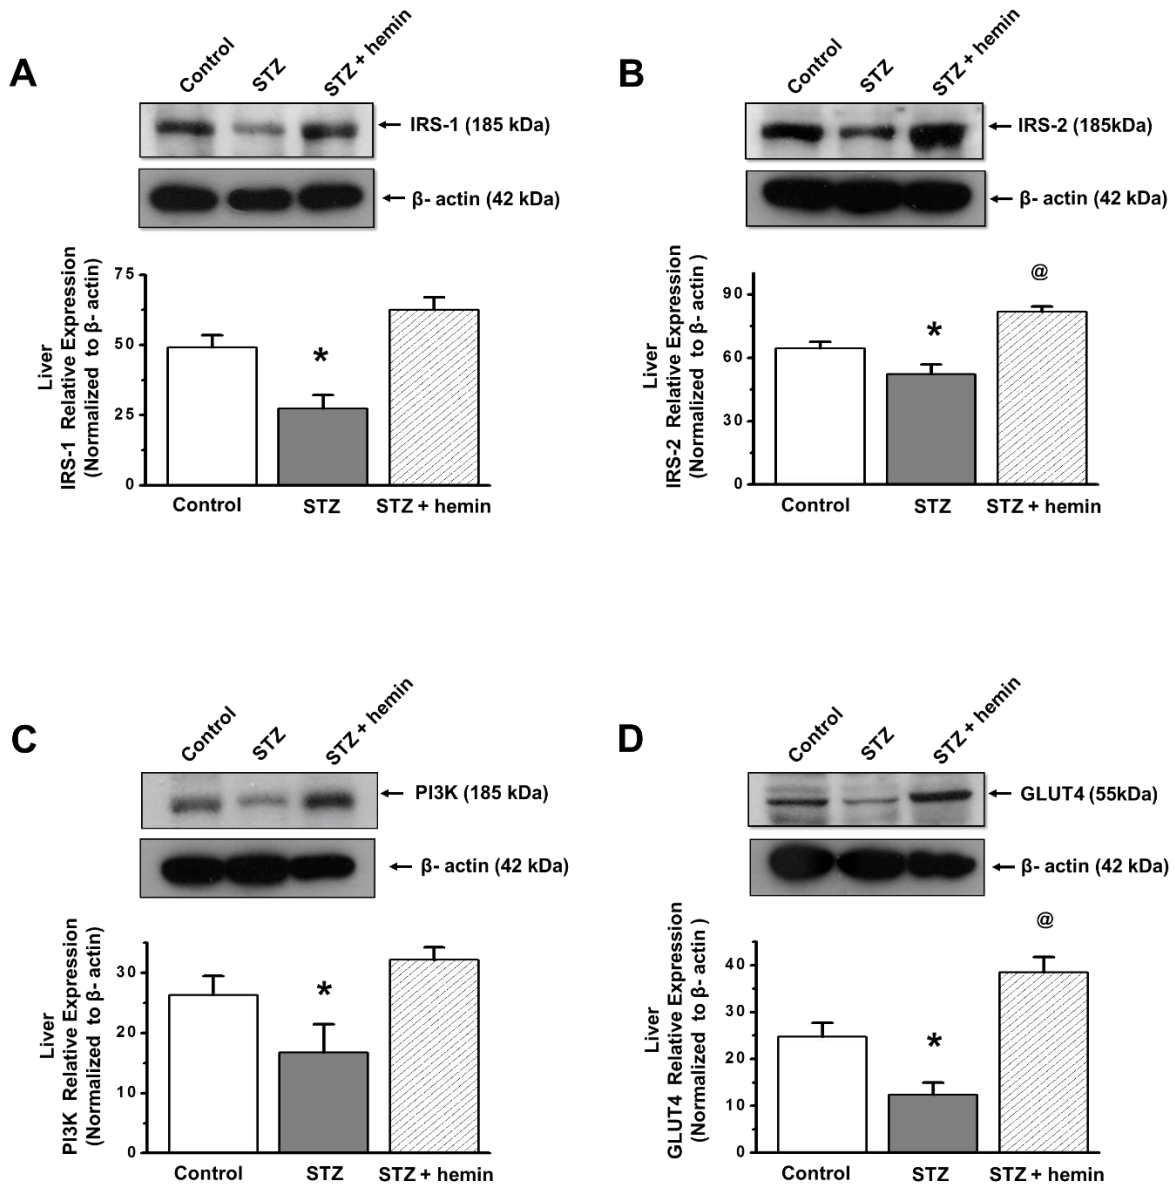 A
Control
STZ
STZ + hemin
IRS-1 (185 kDa)
β- actin (42 kDa)
Liver
IRS-1 Relative Expression
(Normalized to β- actin)
75
50
25
0
*
Control
STZ
STZ + hemin
B
Control
STZ
STZ + hemin
IRS-2 (185kDa)
β- actin (42 kDa)
Liver
IRS-2 Relative Expression
(Normalized to β- actin )
90
60
30
0
*
@
Control
STZ
STZ + hemin
C
Control
STZ
STZ + hemin
PI3K (185 kDa)
β- actin (42 kDa)
Liver
PI3K Relative Expression
(Normalized to β- actin)
30
20
10
0
*
Control
STZ
STZ + hemin
D
Control
STZ
STZ + hemin
GLUT4 (55kDa)
β- actin (42 kDa)
Liver
GLUT4 Relative Expression
(Normalized to β- actin)
40
30
20
10
0
*
@
Control
STZ
STZ + hemin